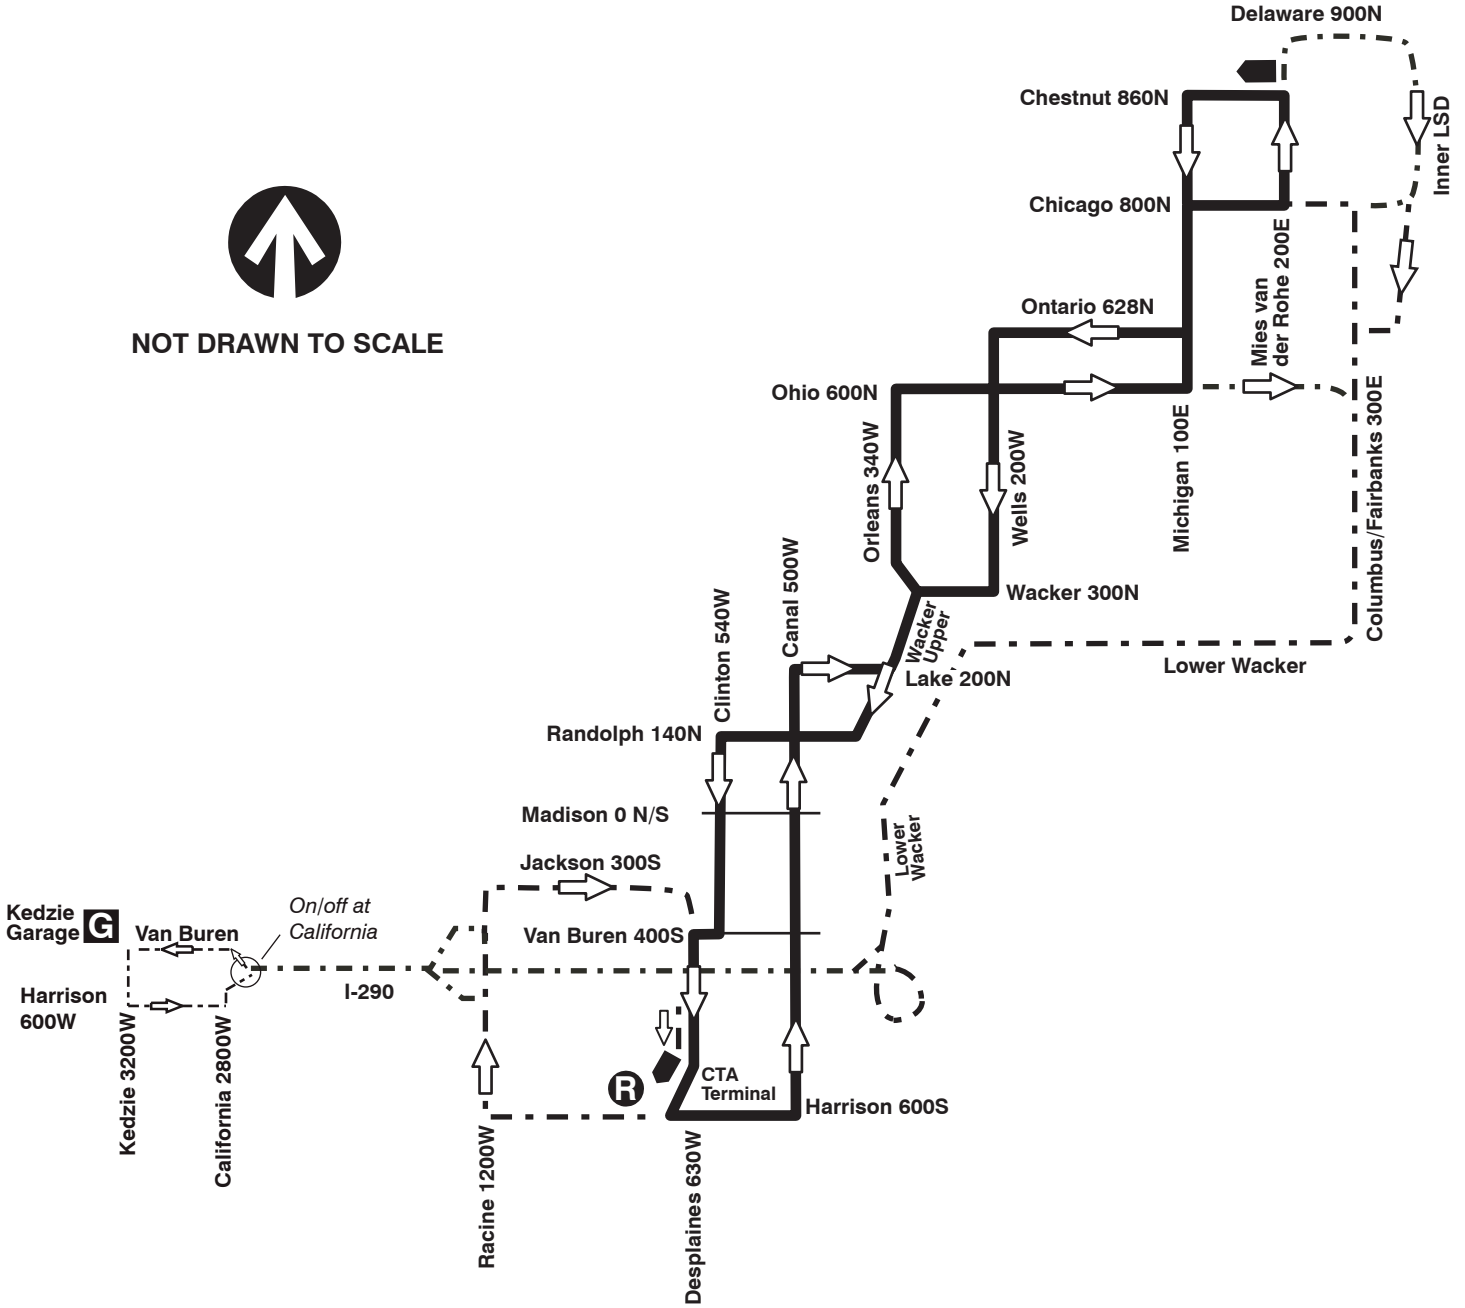 Delaware 900N
Chestnut 860N
Inner LSD
Chicago 800N
Mies van
der Rohe 200E
Ontario 628N
NOT DRAWN TO SCALE
Ohio 600N
Orleans 340W
Wells 200W
Michigan 100E
Columbus/Fairbanks 300E
Canal 500W
Clinton 540W
Wacker 300N
Wacker
Upper
Lake 200N
Lower Wacker
Randolph 140N
Madison 0 N/S
Lower
Wacker
Jackson 300S
On/off at
California
Kedzie
Garage
G
Van Buren
Van Buren 400S
I-290
Harrison
600W
Kedzie 3200W
California 2800W
R
CTA
Terminal
Harrison 600S
Racine 1200W
Desplaines 630W